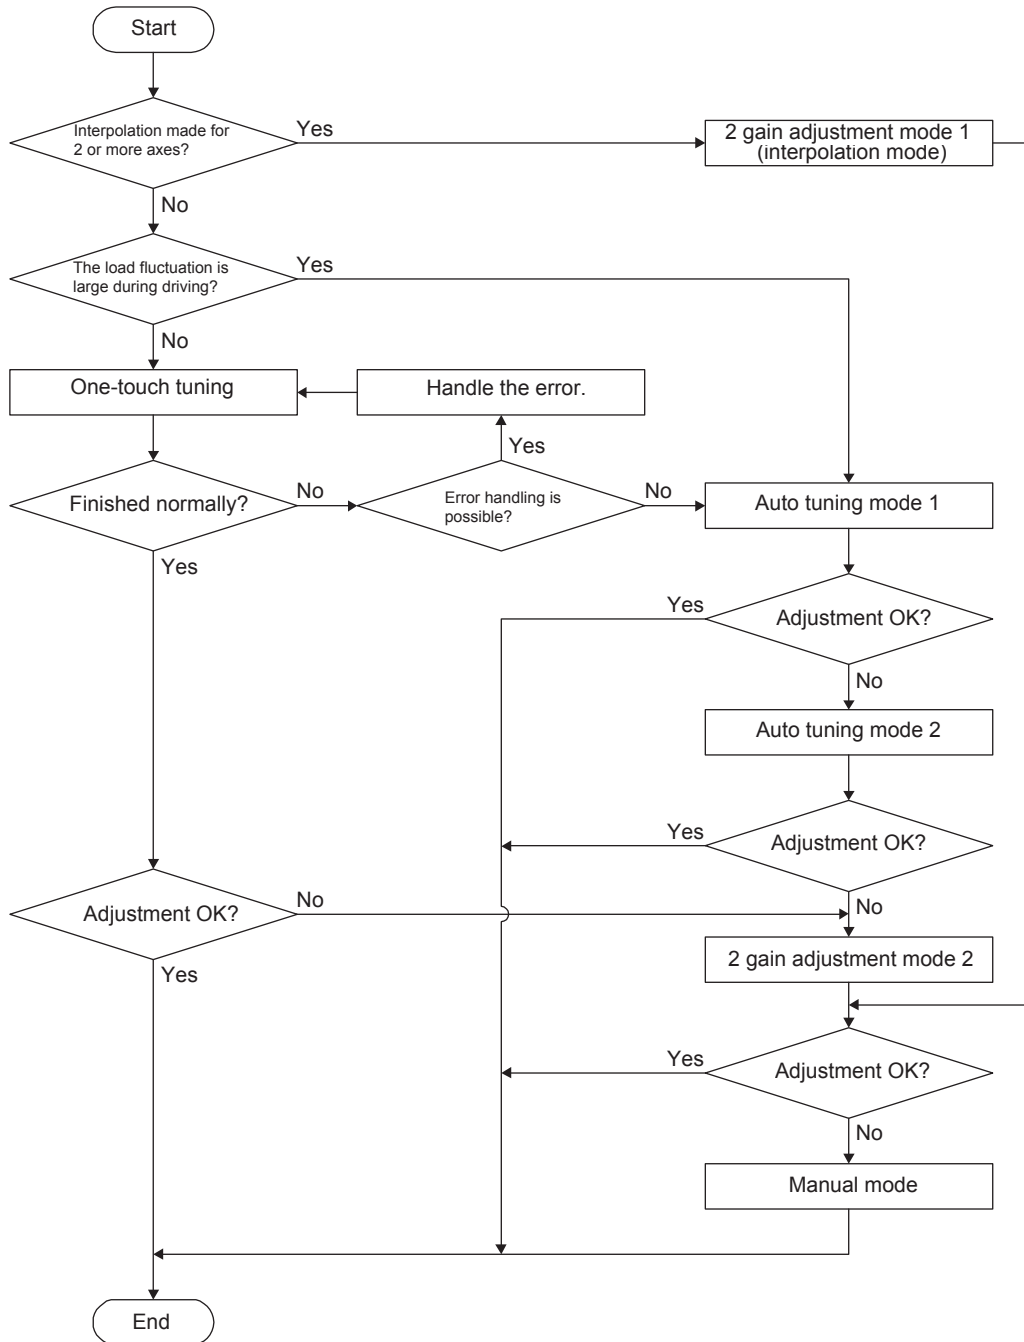 Start
Interpolation made for
2 or more axes?
Yes
2 gain adjustment mode 1
(interpolation mode)
No
The load fluctuation is
large during driving?
Yes
No
One-touch tuning
Handle the error.
Yes
Finished normally?
No
Error handling is
possible?
No
Auto tuning mode 1
Yes
Yes
Adjustment OK?
No
Auto tuning mode 2
Yes
Adjustment OK?
No
Adjustment OK?
No
Yes
2 gain adjustment mode 2
Yes
Adjustment OK?
No
Manual mode
End